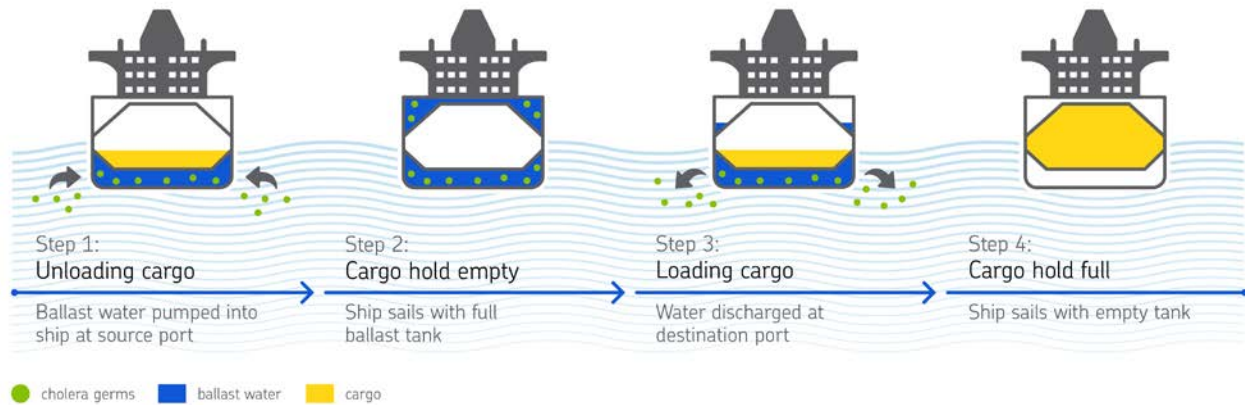 Step 1:
Unloading cargo
Ballast water pumped into
ship at source port
Step 2:
Cargo hold empty
Ship sails with full
ballast tank
Step 3:
Loading cargo
Water discharged at
destination port
Step 4:
Cargo hold full
Ship sails with empty tank
cholera germs
ballast water
cargo